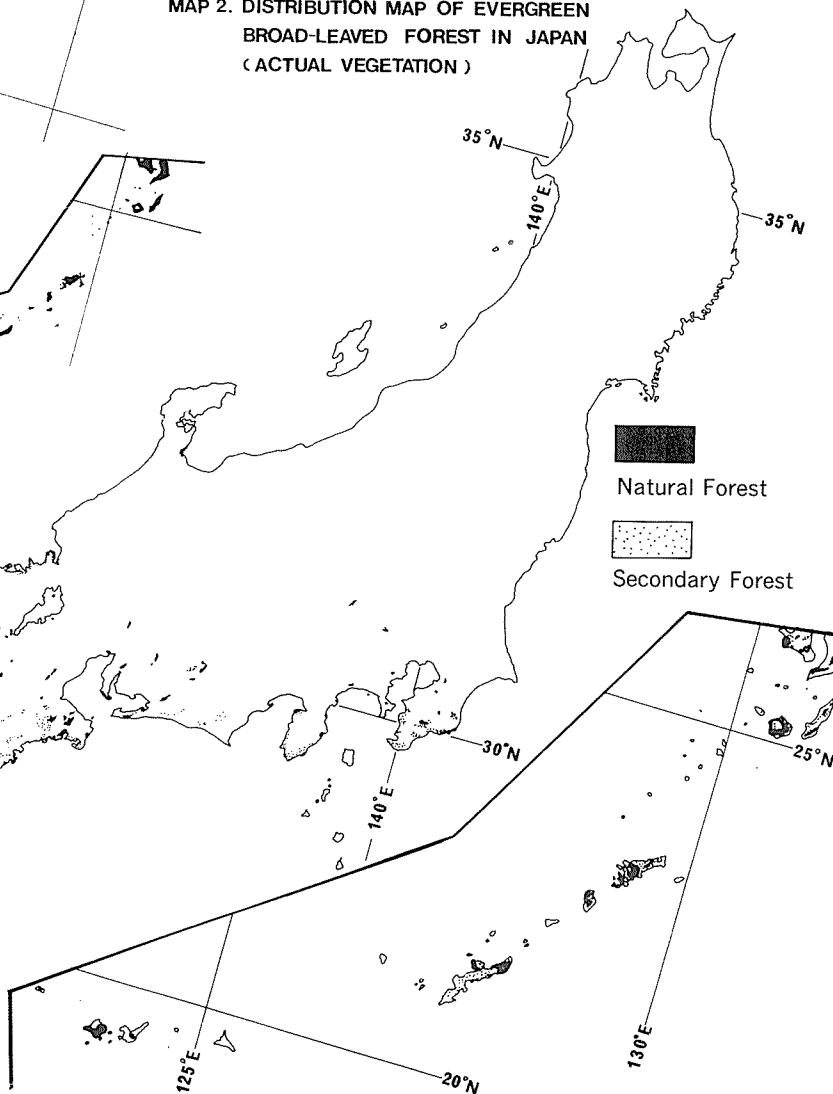 MAP 2. DISTRIBUTION MAP OF EVERGREEN
BROAD-LEAVED FOREST IN JAPAN
( ACTUAL VEGETATION )
35°N
140°E
35°N
Natural Forest
Secondary Forest
30°N
140°E
25°N
130°E
125°E
20°N